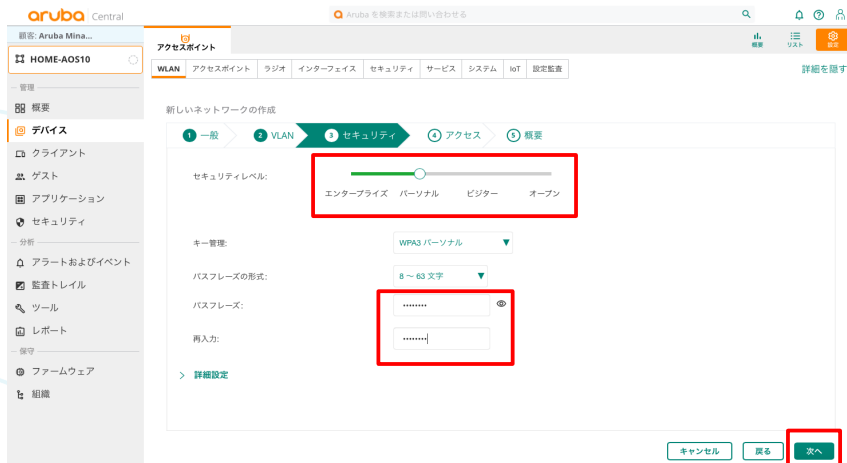 aruba Central
Aruba を検索または問い合わせる
顧客: Aruba Mina...
HOME-AOS10
管理
概要
デバイス
クライアント
ゲスト
アプリケーション
セキュリティ
分析
アラートおよびイベント
監査トレイル
ツール
レポート
保守
ファームウェア
組織
アクセスポイント
概要
リスト
設定
WLAN
アクセスポイント
ラジオ
インターフェイス
セキュリティ
サービス
システム
IoT
設定監査
詳細を隠す
新しいネットワークの作成
1 一般
2 VLAN
3 セキュリティ
4 アクセス
5 概要
セキュリティレベル:
エンタープライズ パーソナル ビジター オープン
キー管理: WPA3 パーソナル
パスフレーズの形式: 8 ～ 63 文字
パスフレーズ: ••••••••
再入力: ••••••••
詳細設定
キャンセル
戻る
次へ